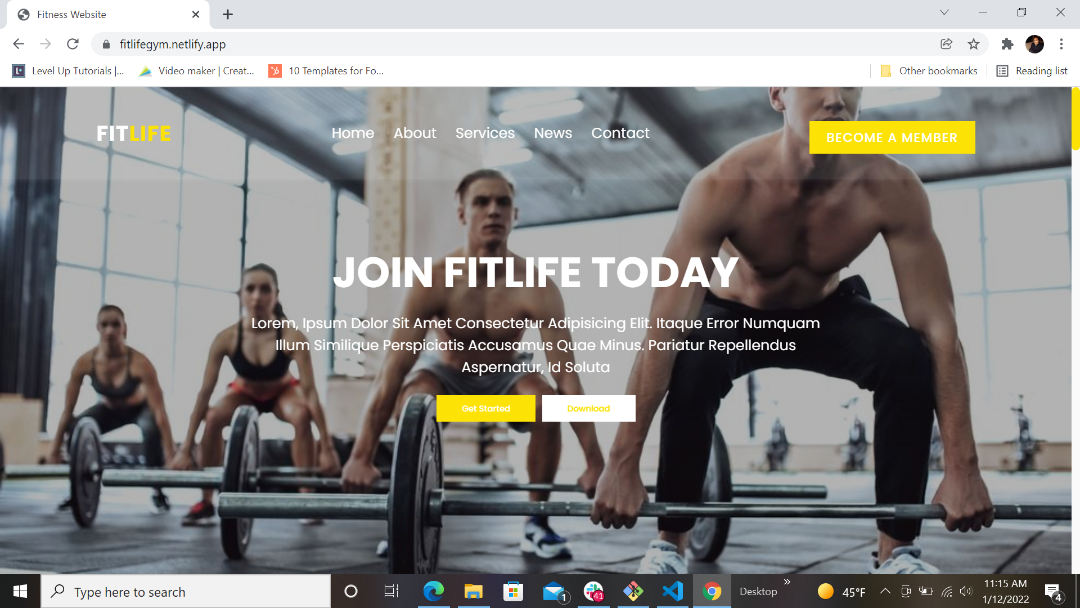 Fitness Website
fitlifegym.netlify.app
Level Up Tutorials |...
Video maker | Creat...
10 Templates for Fo...
Other bookmarks
Reading list
FITLIFE
Home
About
Services
News
Contact
BECOME A MEMBER
JOIN FITLIFE TODAY
Lorem, Ipsum Dolor Sit Amet Consectetur Adipisicing Elit. Itaque Error Numquam
Illum Similique Perspiciatis Accusamus Quae Minus. Pariatur Repellendus
Aspernatur, Id Soluta
Get Started
Download
Type here to search
1
41
Desktop
45°F
11:15 AM
1/12/2022
4